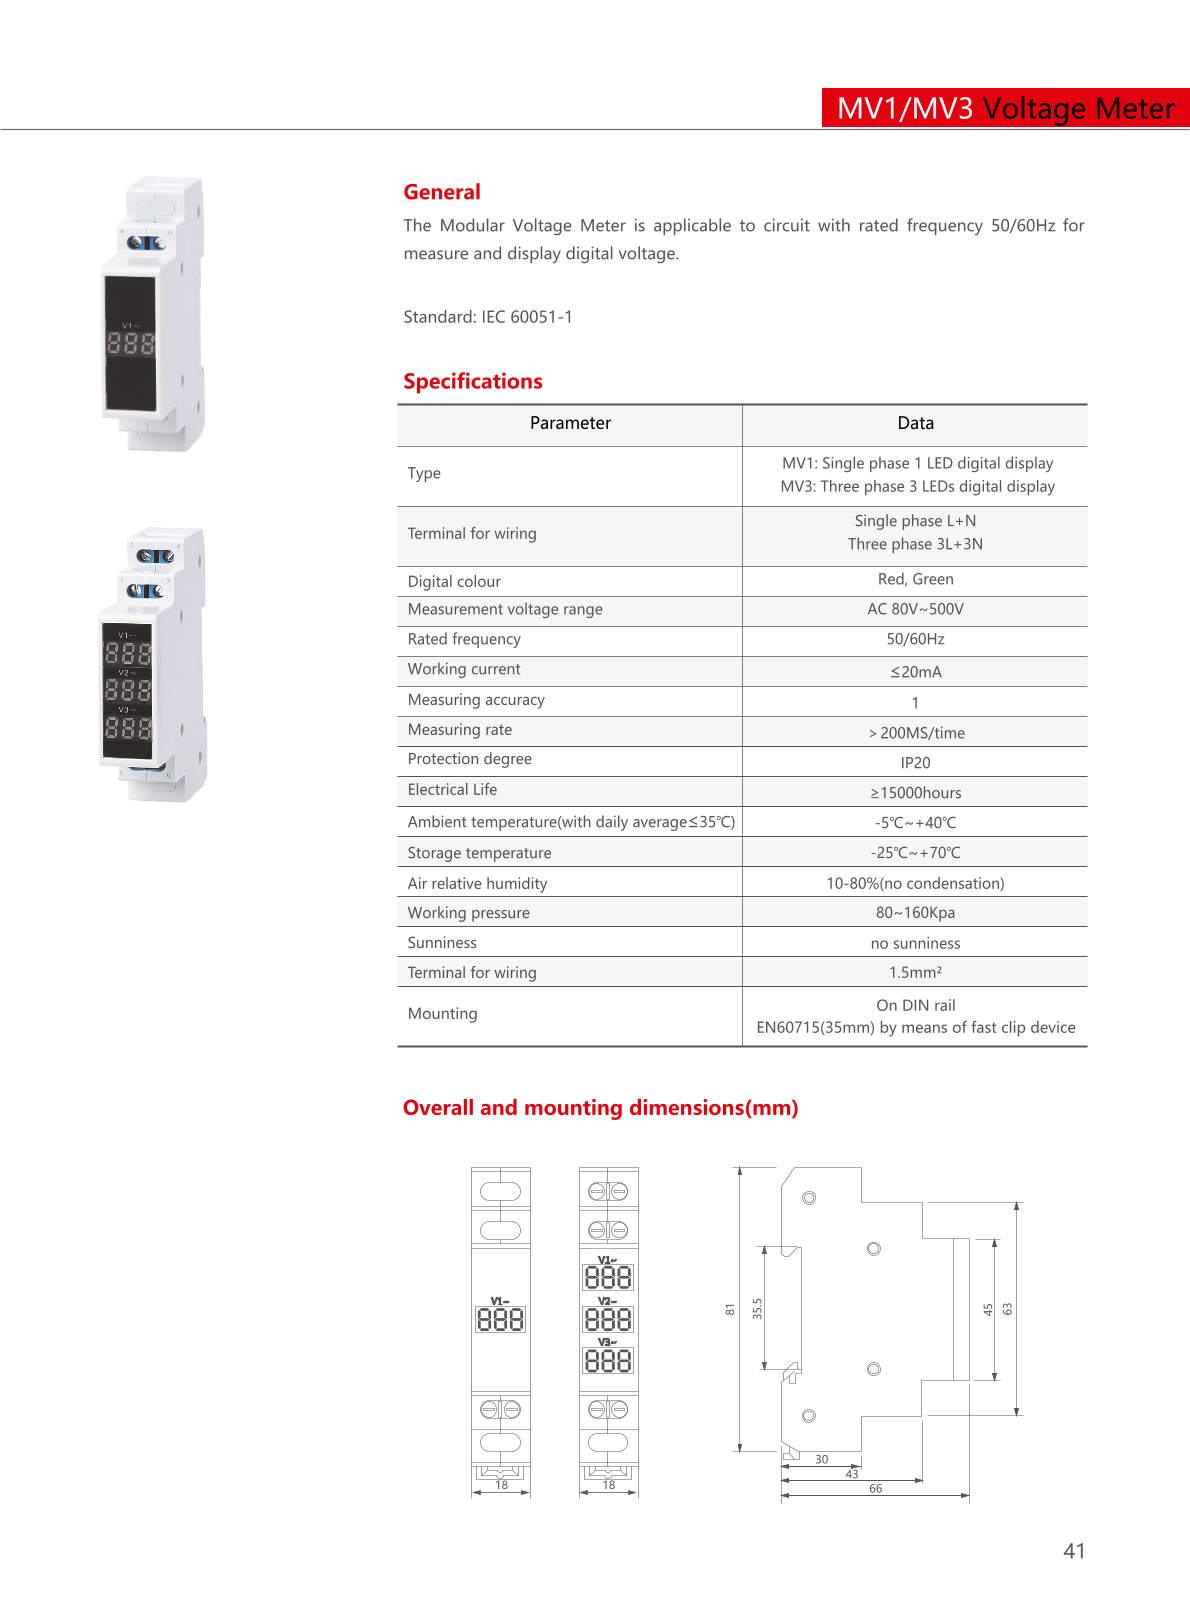 MV1/MV3 Voltage Meter
General
The Modular Voltage Meter is applicable to circuit with rated frequency 50/60Hz for
measure and display digital voltage.
Standard: IEC 60051-1
Specifications
Parameter Data
Type MV1: Single phase 1 LED digital display
MV3: Three phase 3 LEDs digital display
Terminal for wiring Single phase L+N
Three phase 3L+3N
Digital colour Red, Green
Measurement voltage range AC 80V~500V
Rated frequency 50/60Hz
Working current ≤20mA
Measuring accuracy 1
Measuring rate > 200MS/time
Protection degree IP20
Electrical Life ≥15000hours
Ambient temperature(with daily average≤35℃) -5℃~+40℃
Storage temperature -25℃~+70℃
Air relative humidity 10-80%(no condensation)
Working pressure 80~160Kpa
Sunniness no sunniness
Terminal for wiring 1.5mm²
Mounting On DIN rail
EN60715(35mm) by means of fast clip device
V1~
888
V1~
888
V2~
888
V3~
888
Overall and mounting dimensions(mm)
V1~
888
18
V1~
888
V2~
888
V3~
888
18
81
35.5
45
63
30
43
66
41